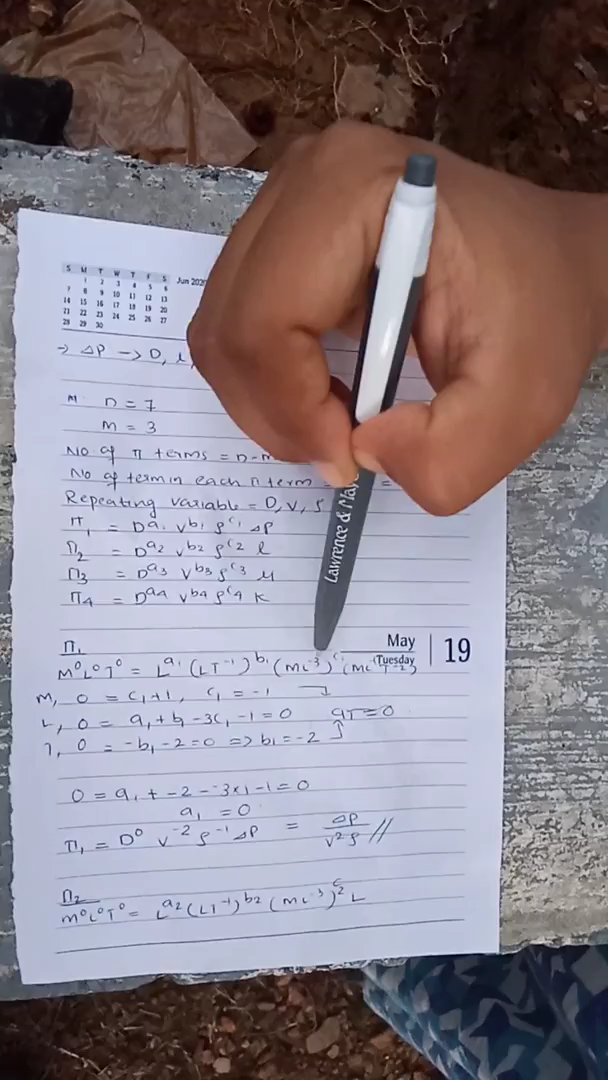 S M T W T F S Jun 2020
1 2 3 4 5 6
7 8 9 10 11 12 13
14 15 16 17 18 19 20
21 22 23 24 25 26 27
28 29 30
→ ΔP → D, l,
n = 7
m = 3
No of π terms = n-m
No of term in each π term =
Repeating variable = D, V, ρ
π₁ = D^a₁ V^b₁ ρ^c₁ ΔP
π₂ = D^a₂ V^b₂ ρ^c₂ l
π₃ = D^a₃ V^b₃ ρ^c₃ μ
π₄ = D^a₄ V^b₄ ρ^c₄ K
Lawrence & May
May
Tuesday
19
π₁
M⁰L⁰T⁰ = L^a₁ (LT⁻¹)^b₁ (ML⁻³)^c₁ (ML⁻¹T⁻²)
M, 0 = c₁+1, c₁ = -1
L, 0 = a₁ + b₁ -3c₁ -1 = 0 a₁ = 0
T, 0 = -b₁ -2 = 0 => b₁ = -2
0 = a₁ + -2 - -3x1 -1 = 0
a₁ = 0
π₁ = D⁰ V⁻² ρ⁻¹ ΔP = ΔP/V²ρ //
π₂
M⁰L⁰T⁰ = L^a₂ (LT⁻¹)^b₂ (ML⁻³)^c₂ L